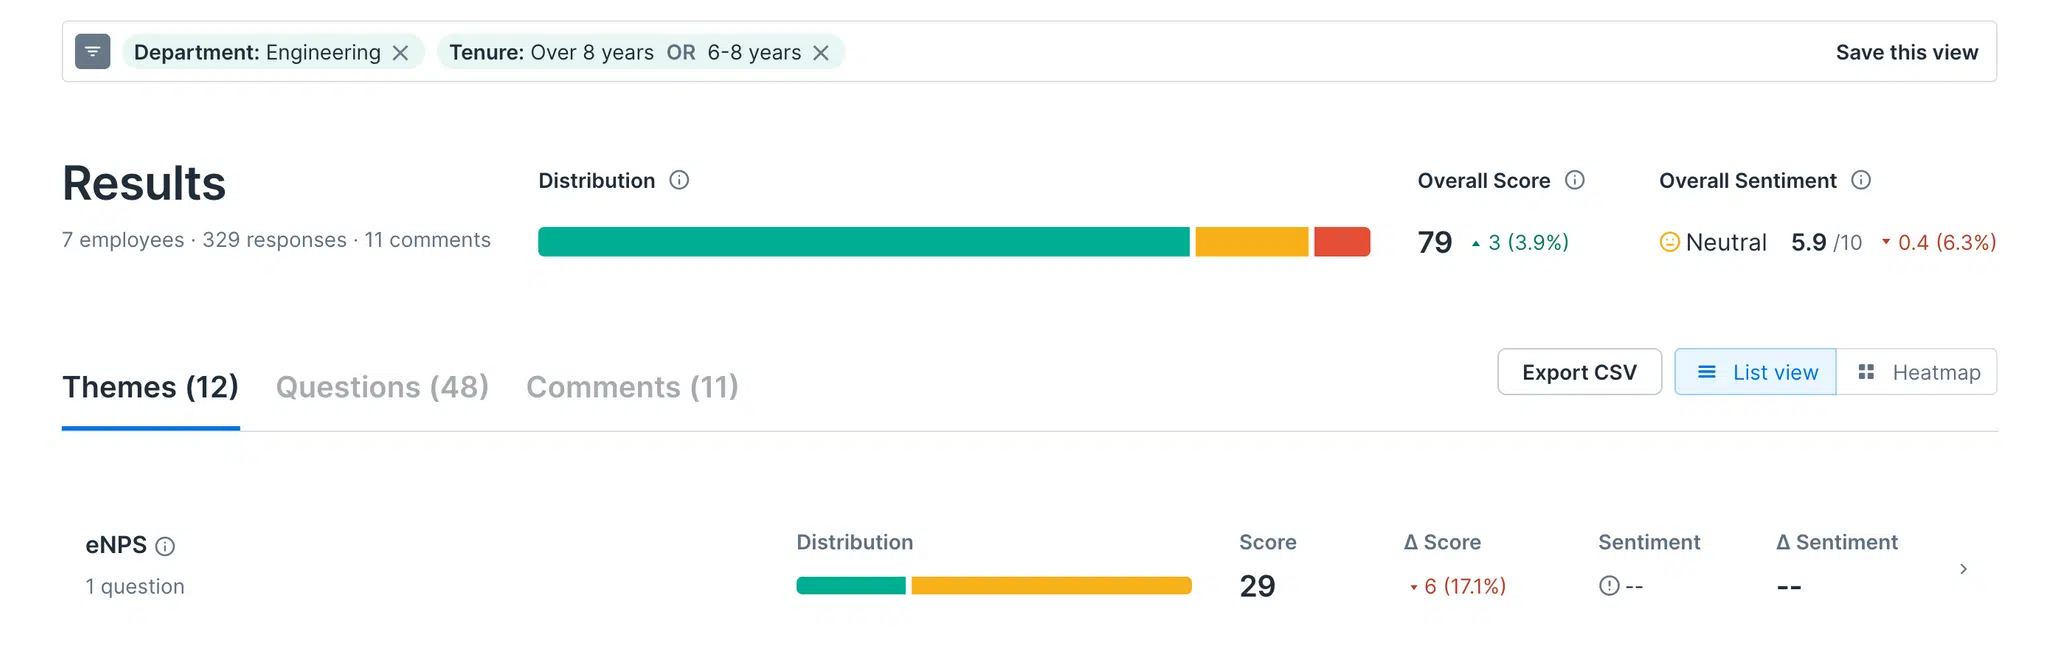 Department: Engineering Tenure: Over 8 years OR 6-8 years Save this view
Results
7 employees · 329 responses · 11 comments
Distribution
Overall Score
79 3 (3.9%)
Overall Sentiment
Neutral 5.9 /10 0.4 (6.3%)
Themes (12) Questions (48) Comments (11)
Export CSV List view Heatmap
eNPS
1 question
Distribution
Score
29
Δ Score
6 (17.1%)
Sentiment
--
Δ Sentiment
--